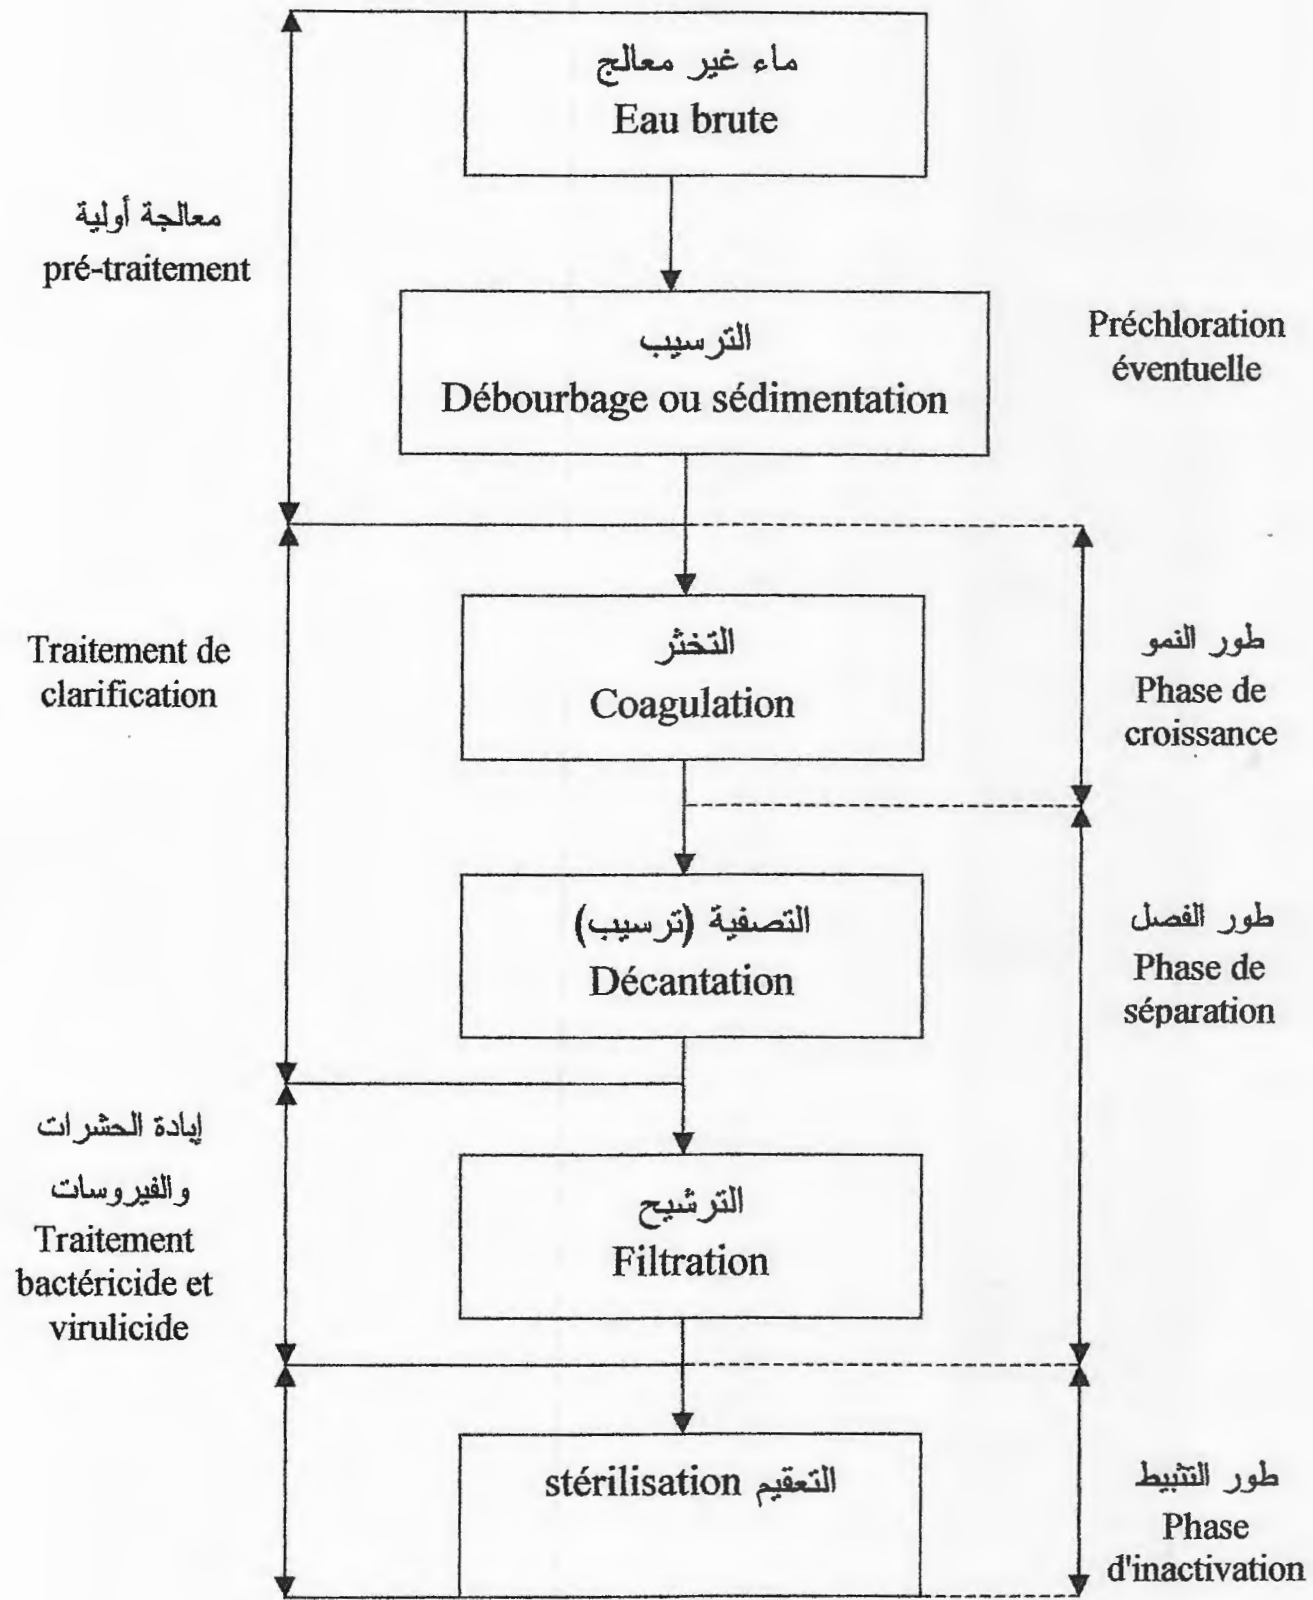 ماء غير معالج
Eau brute
معالجة أولية
pré-traitement
الترسيب
Débourbage ou sédimentation
Préchloration
éventuelle
Traitement de
clarification
التخثر
Coagulation
طور النمو
Phase de
croissance
التصفية (ترسيب)
Décantation
طور الفصل
Phase de
séparation
إبادة الحشرات
والفيروسات
Traitement
bactéricide et
virulicide
الترشيح
Filtration
stérilisation التعقيم
طور التثبيط
Phase
d'inactivation